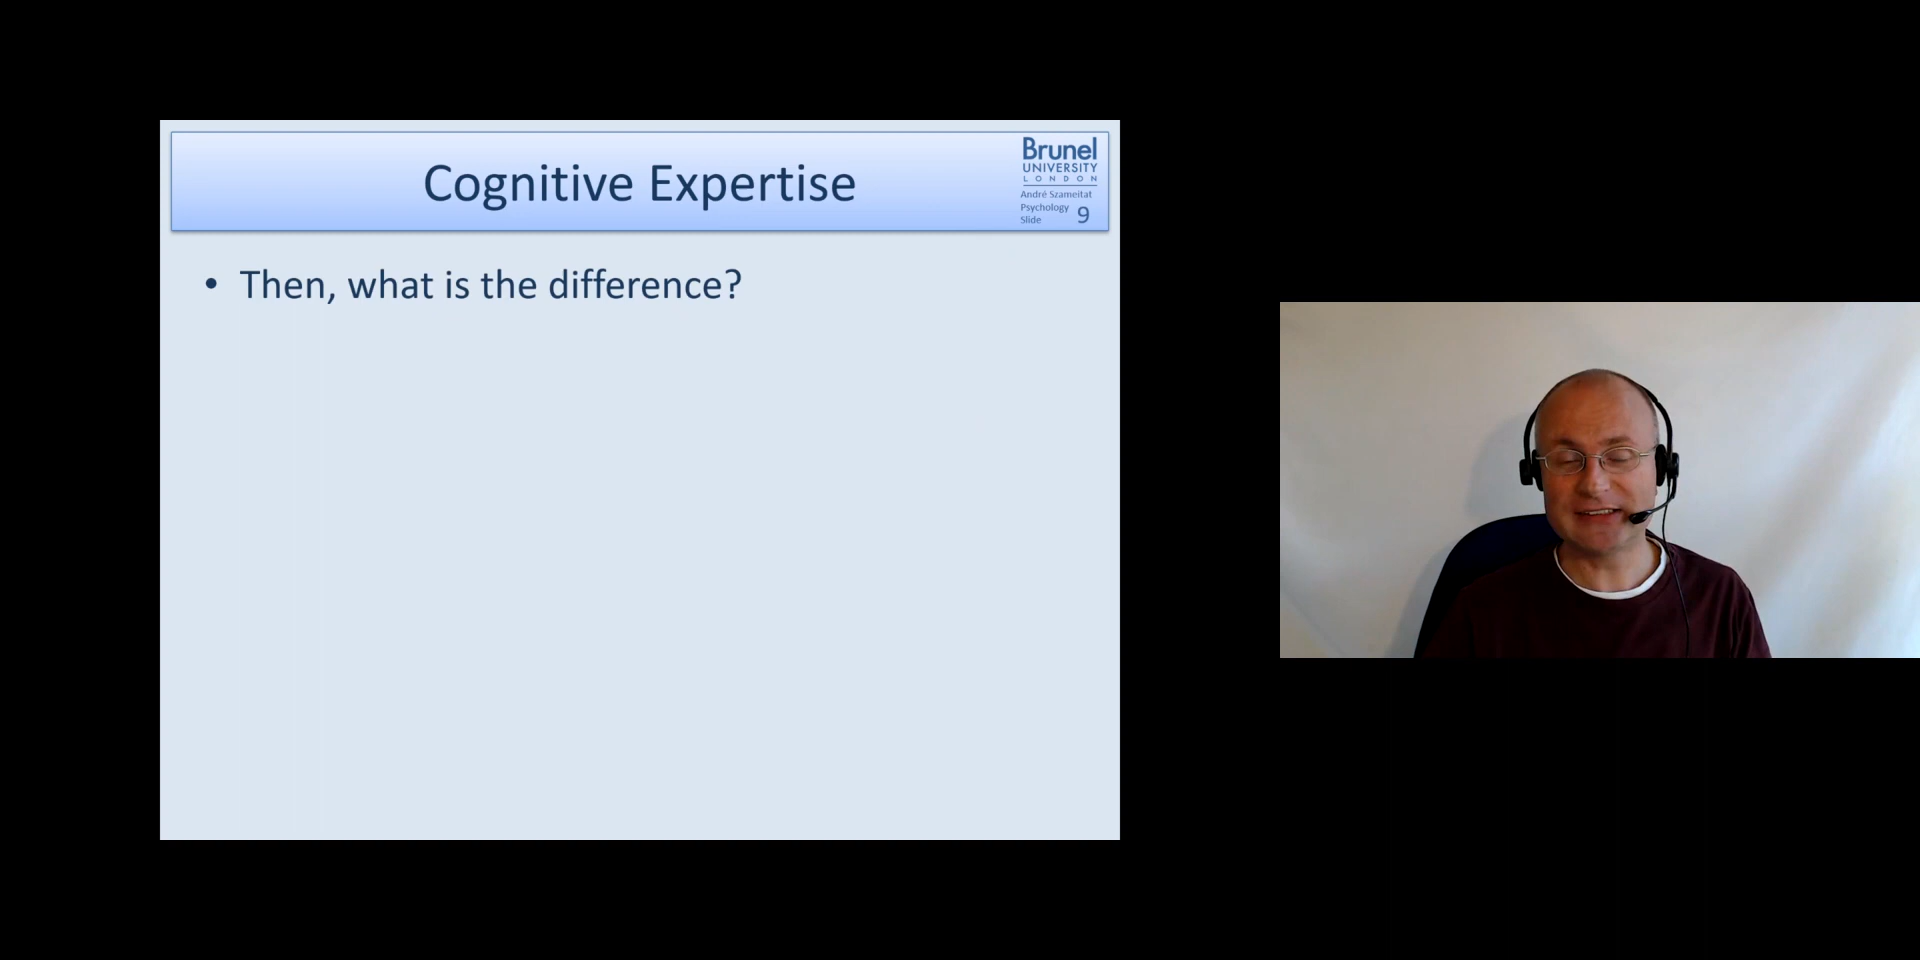 Cognitive Expertise
Brunel
UNIVERSITY
LONDON
André Szameitat
Psychology
Slide 9
• Then, what is the difference?